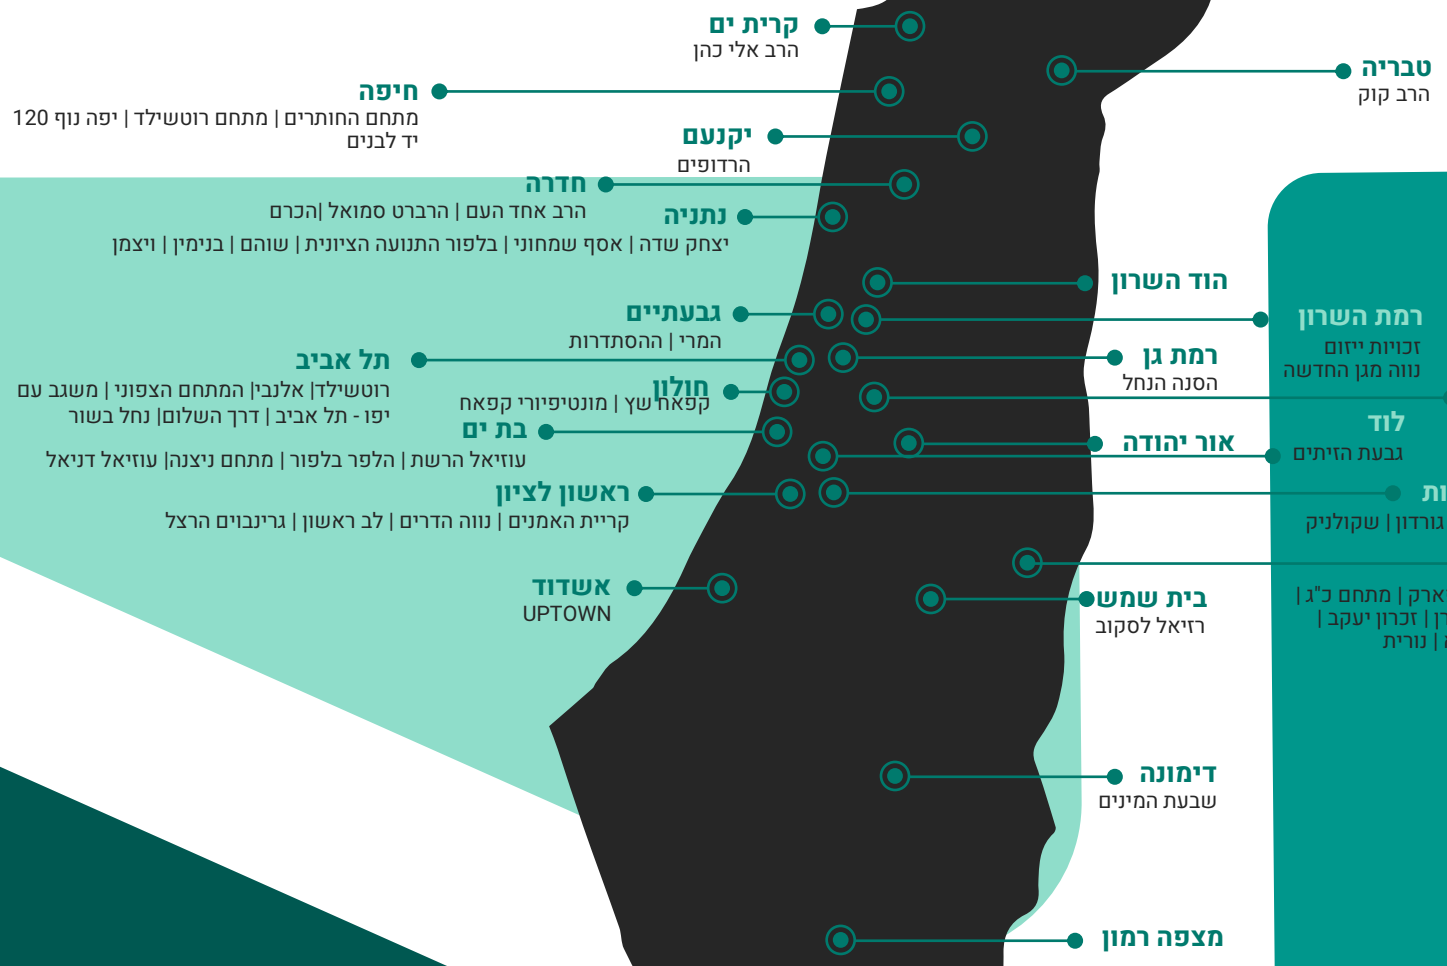 קרית ים
הרב אלי כהן
טבריה
הרב קוק
חיפה
מתחם החותרים | מתחם רוטשילד | יפה נוף 120
יד לבנים
יקנעם
הרדופים
חדרה
הרב אחד העם | הרברט סמואל |הכרם
נתניה
יצחק שדה | אסף שמחוני | בלפור התנועה הציונית | שוהם | בנימין | ויצמן
הוד השרון
גבעתיים
המרי | ההסתדרות
רמת השרון
זכויות ייזום
נווה מגן החדשה
תל אביב
רוטשילד| אלנבי| המתחם הצפוני | משגב עם
יפו - תל אביב | דרך השלום| נחל בשור
רמת גן
הסנה הנחל
חולון
קפאח שץ | מונטיפיורי קפאח
לוד
גבעת הזיתים
בת ים
עוזיאל הרשת | הלפר בלפור | מתחם ניצנה| עוזיאל דניאל
אור יהודה
ראשון לציון
קריית האמנים | נווה הדרים | לב ראשון | גרינבוים הרצל
גורדון | שקולניק
אשדוד
UPTOWN
בית שמש
רזיאל לסקוב
| מתחם כ"ג |
| זכרון יעקב |
| נורית
דימונה
שבעת המינים
מצפה רמון